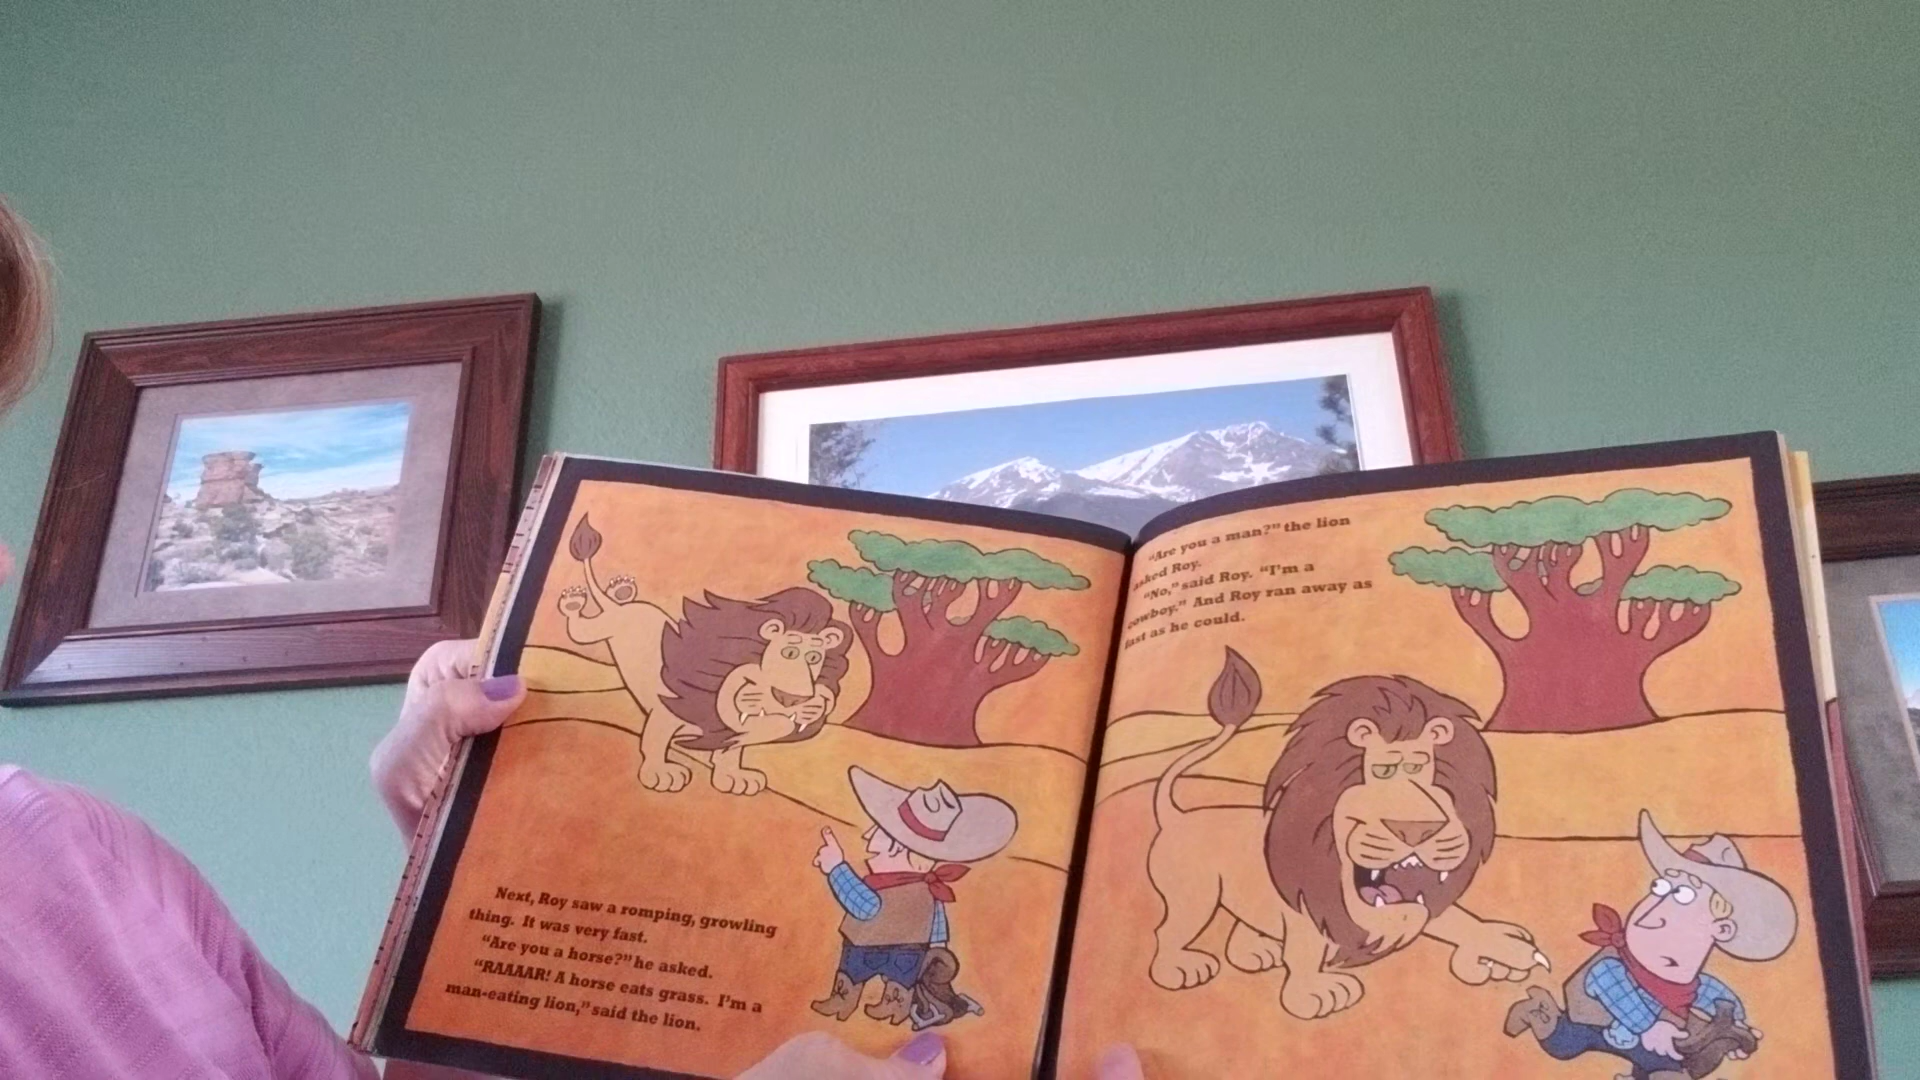 Next, Roy saw a romping, growling
thing. It was very fast.
"Are you a horse?" he asked.
"RAAAAR! A horse eats grass. I'm a
man-eating lion," said the lion.
"Are you a man?" the lion
asked Roy.
"No," said Roy. "I'm a
cowboy." And Roy ran away as
fast as he could.